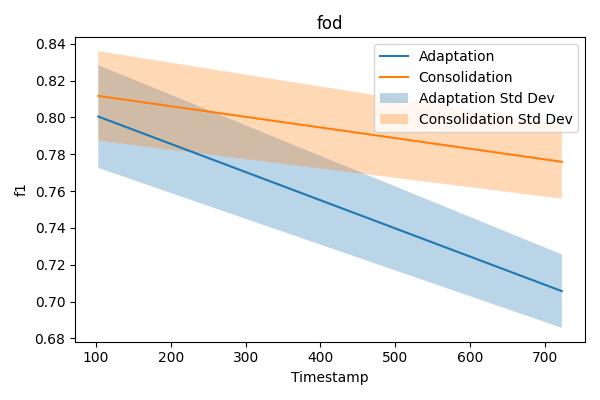 fod
0.84
0.82
0.80
0.78
0.76
0.74
0.72
0.70
0.68
f1
Adaptation
Consolidation
Adaptation Std Dev
Consolidation Std Dev
100 200 300 400 500 600 700
Timestamp